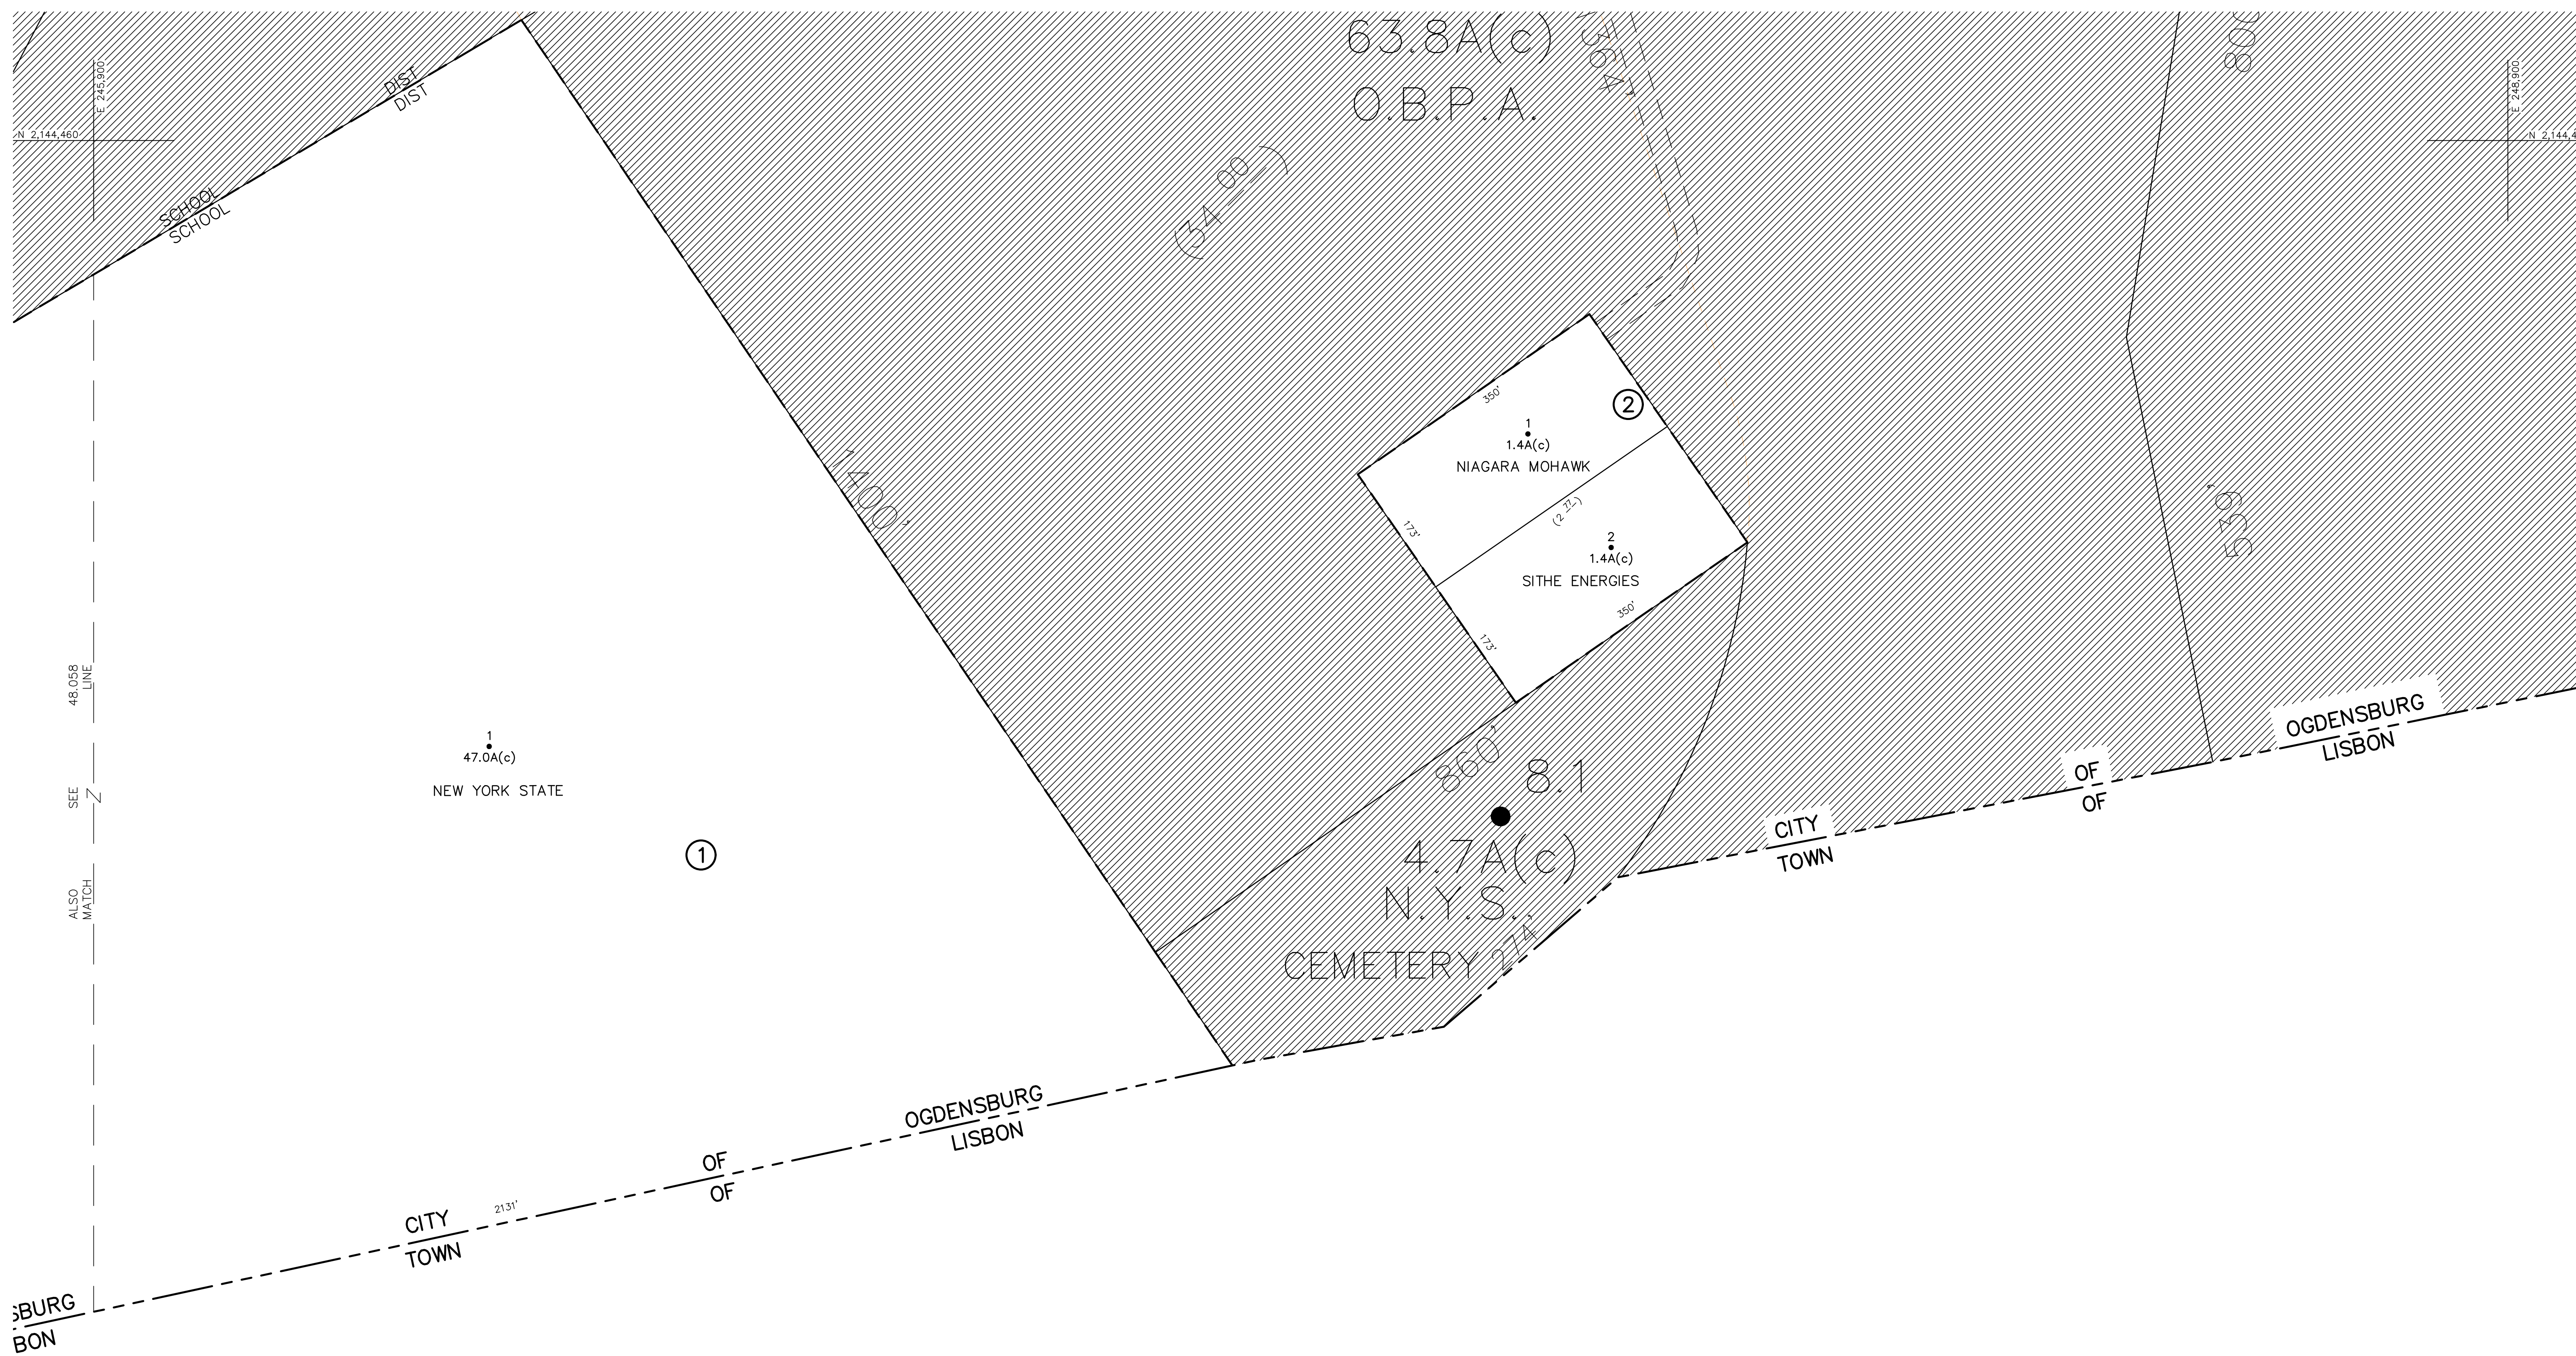 63.8A(c)
O.B.P.A.
364'
800
E 245,900
N 2,144,460
E 248,900
N 2,144,4
DIST
DIST
SCHOOL
SCHOOL
(34-00)
1400'
350'
2
1
1.4A(c)
NIAGARA MOHAWK
173'
(2.77-)
2
1.4A(c)
SITHE ENERGIES
350'
173'
539'
48.058
LINE
SEE
ALSO
MATCH
1
47.0A(c)
NEW YORK STATE
1
860'
8.1
4.7A(c)
N.Y.S.
CEMETERY
274'
OGDENSBURG
LISBON
OF
OF
CITY
TOWN
OGDENSBURG
LISBON
OF
OF
2131'
CITY
TOWN
SBURG
BON